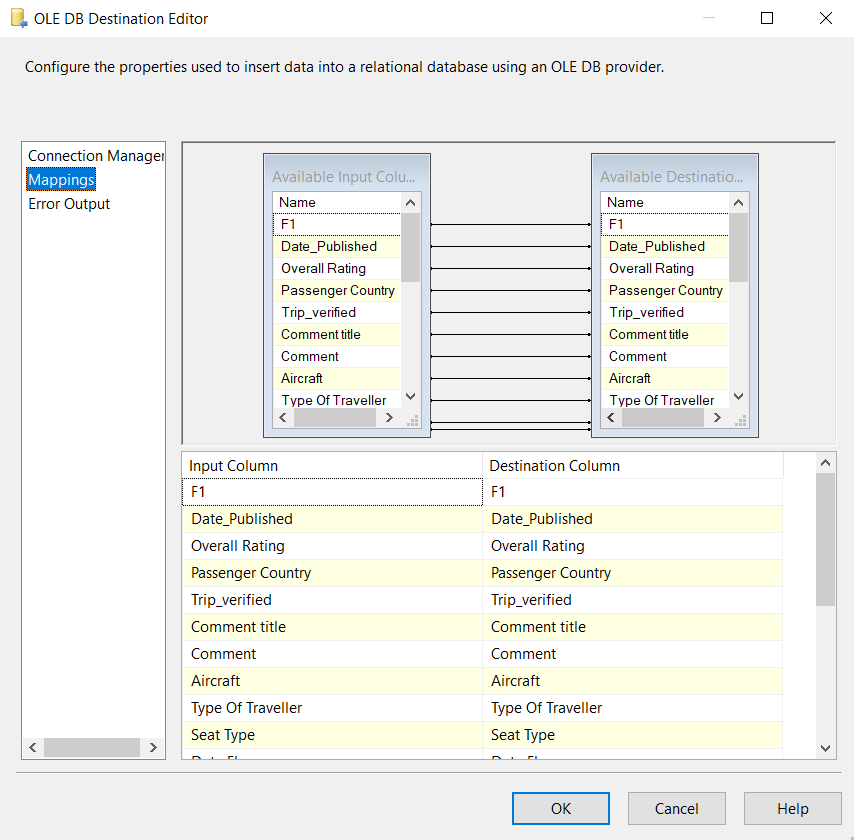 OLE DB Destination Editor
Configure the properties used to insert data into a relational database using an OLE DB provider.
Connection Manager
Mappings
Error Output
Available Input Colu...
Name
F1
Date_Published
Overall Rating
Passenger Country
Trip_verified
Comment title
Comment
Aircraft
Type Of Traveller
Available Destinatio...
Name
F1
Date_Published
Overall Rating
Passenger Country
Trip_verified
Comment title
Comment
Aircraft
Type Of Traveller
Input Column Destination Column
F1 F1
Date_Published Date_Published
Overall Rating Overall Rating
Passenger Country Passenger Country
Trip_verified Trip_verified
Comment title Comment title
Comment Comment
Aircraft Aircraft
Type Of Traveller Type Of Traveller
Seat Type Seat Type
OK Cancel Help